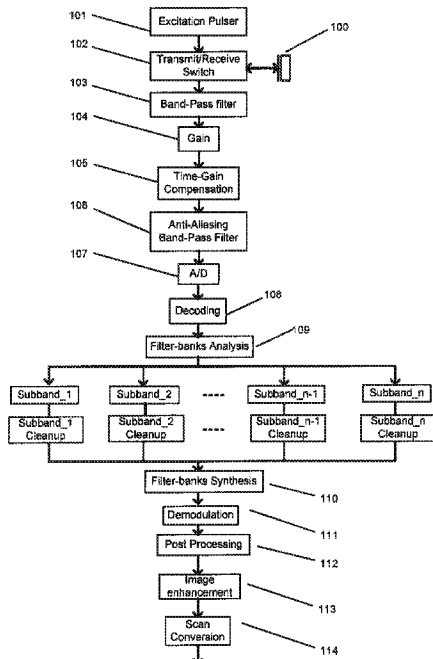 101
Excitation Pulser
100
102
Transmit/Receive
Switch
103
Band-Pass filter
104
Gain
105
Time-Gain
Compensation
106
Anti-Aliasing
Band-Pass Filter
107
A/D
108
Decoding
109
Filter-banks Analysis
Subband_1
Subband_2
----
Subband_n-1
Subband_n
Subband_1
Cleanup
Subband_2
Cleanup
----
Subband_n-1
Cleanup
Subband_n
Cleanup
Filter-banks Synthesis
110
Demodulation
111
Post Processing
112
Image
enhancement
113
Scan
Conversion
114